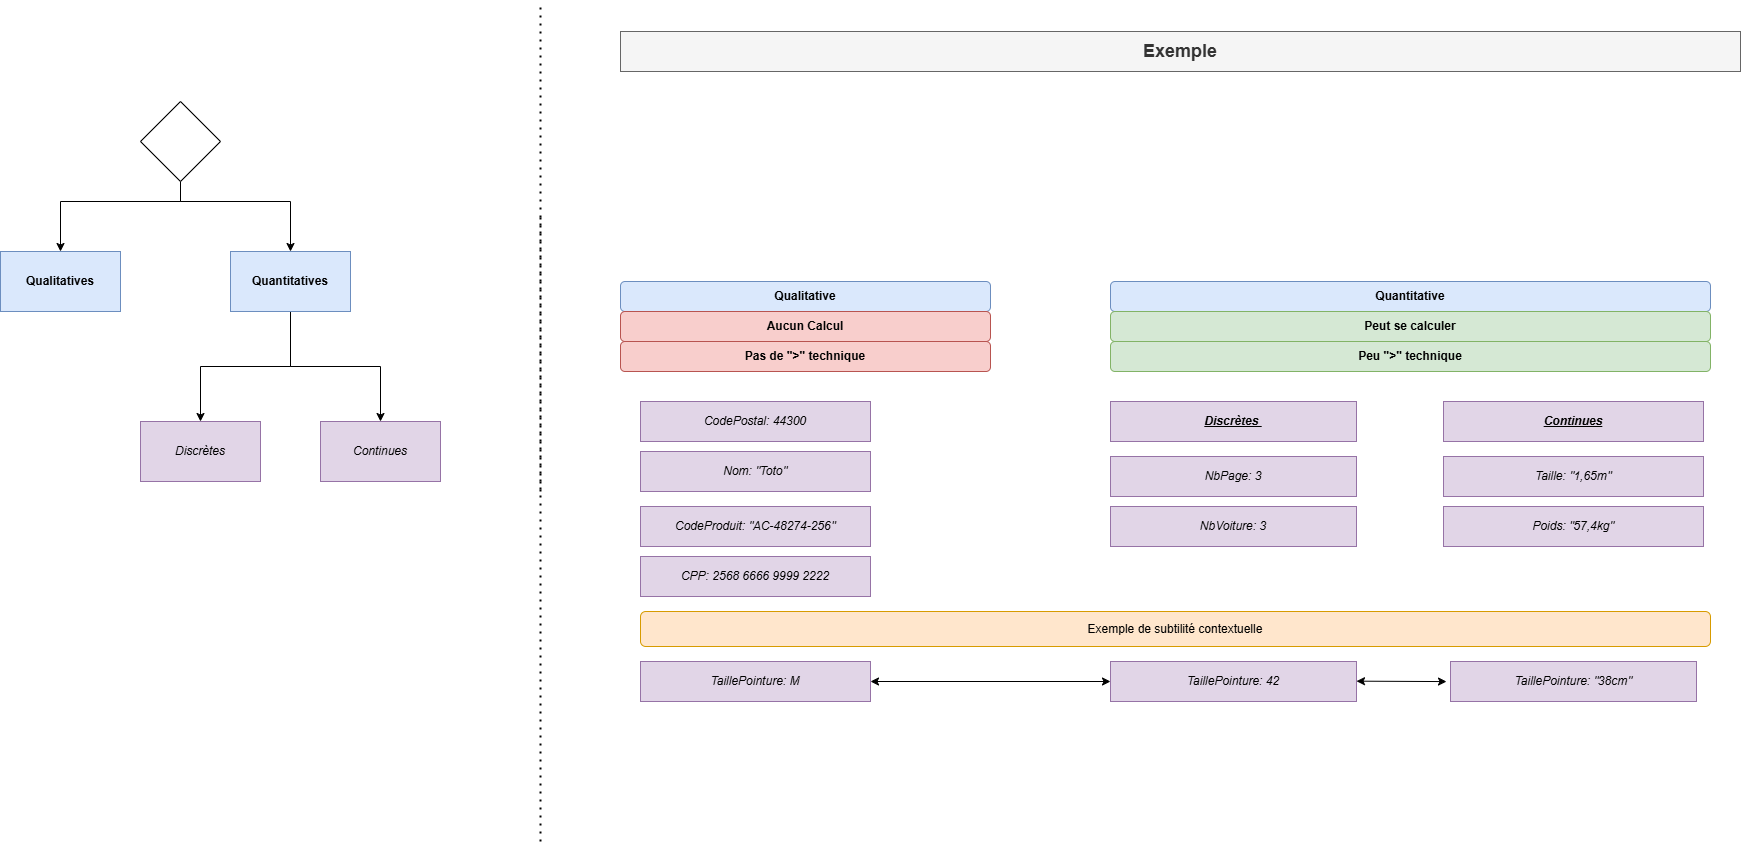 Exemple
Qualitatives
Quantitatives
Discrètes
Continues
Qualitative
Aucun Calcul
Pas de ">" technique
Quantitative
Peut se calculer
Peu ">" technique
CodePostal: 44300
Nom: "Toto"
CodeProduit: "AC-48274-256"
CPP: 2568 6666 9999 2222
Discrètes
NbPage: 3
NbVoiture: 3
Continues
Taille: "1,65m"
Poids: "57,4kg"
Exemple de subtilité contextuelle
TaillePointure: M
TaillePointure: 42
TaillePointure: "38cm"